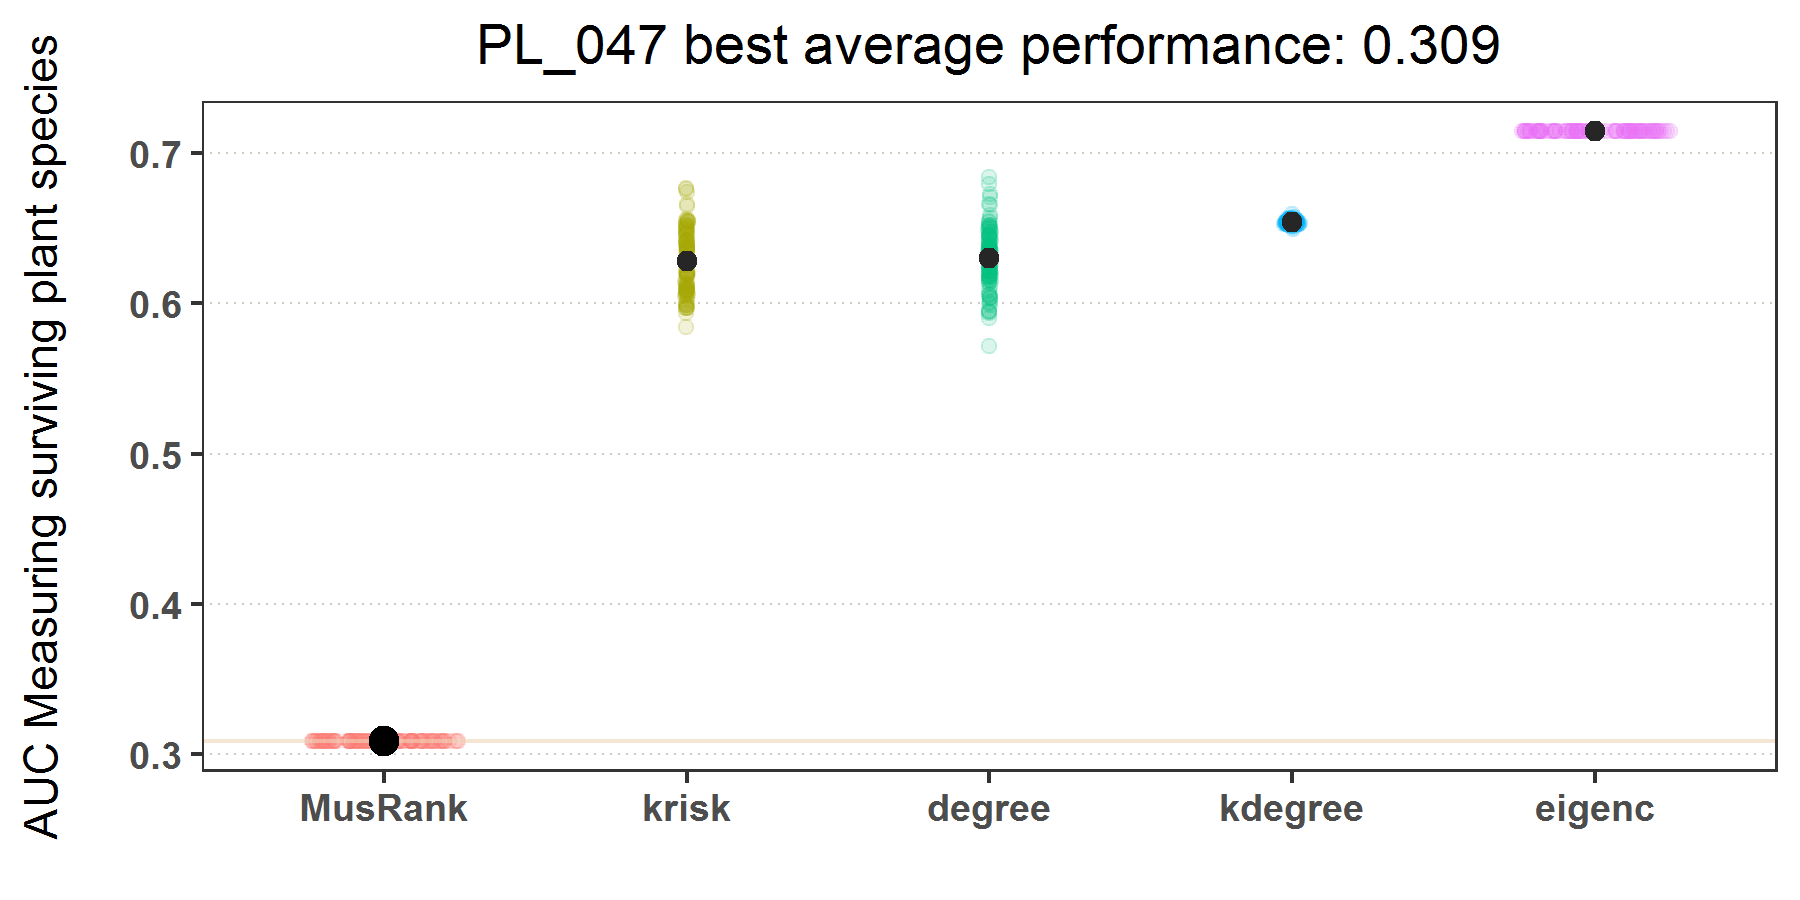 PL_047 best average performance: 0.309
AUC Measuring surviving plant species
0.7
0.6
0.5
0.4
0.3
MusRank krisk degree kdegree eigenc